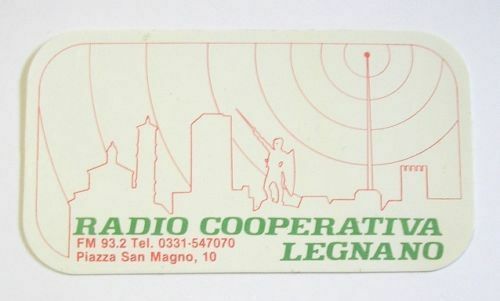 RADIO COOPERATIVA
FM 93.2 Tel. 0331-547070
LEGNANO
Piazza San Magno, 10